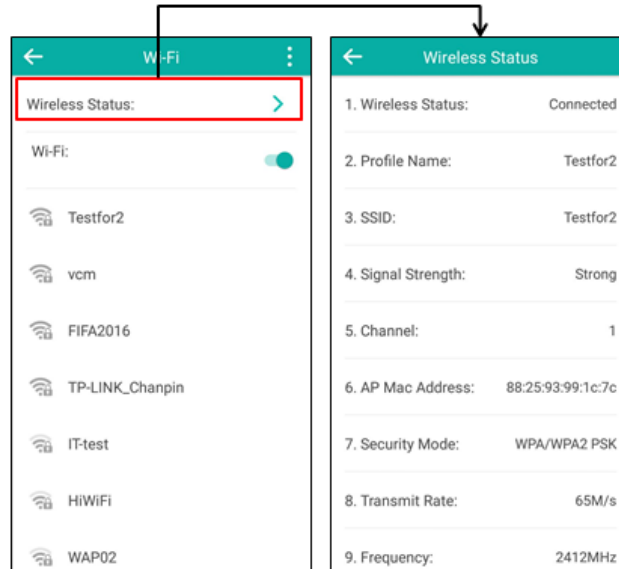 Wi-Fi
Wireless Status:
Wi-Fi:
Testfor2
vcm
FIFA2016
TP-LINK_Chanpin
IT-test
HiWiFi
WAP02
Wireless Status
1. Wireless Status: Connected
2. Profile Name: Testfor2
3. SSID: Testfor2
4. Signal Strength: Strong
5. Channel: 1
6. AP Mac Address: 88:25:93:99:1c:7c
7. Security Mode: WPA/WPA2 PSK
8. Transmit Rate: 65M/s
9. Frequency: 2412MHz